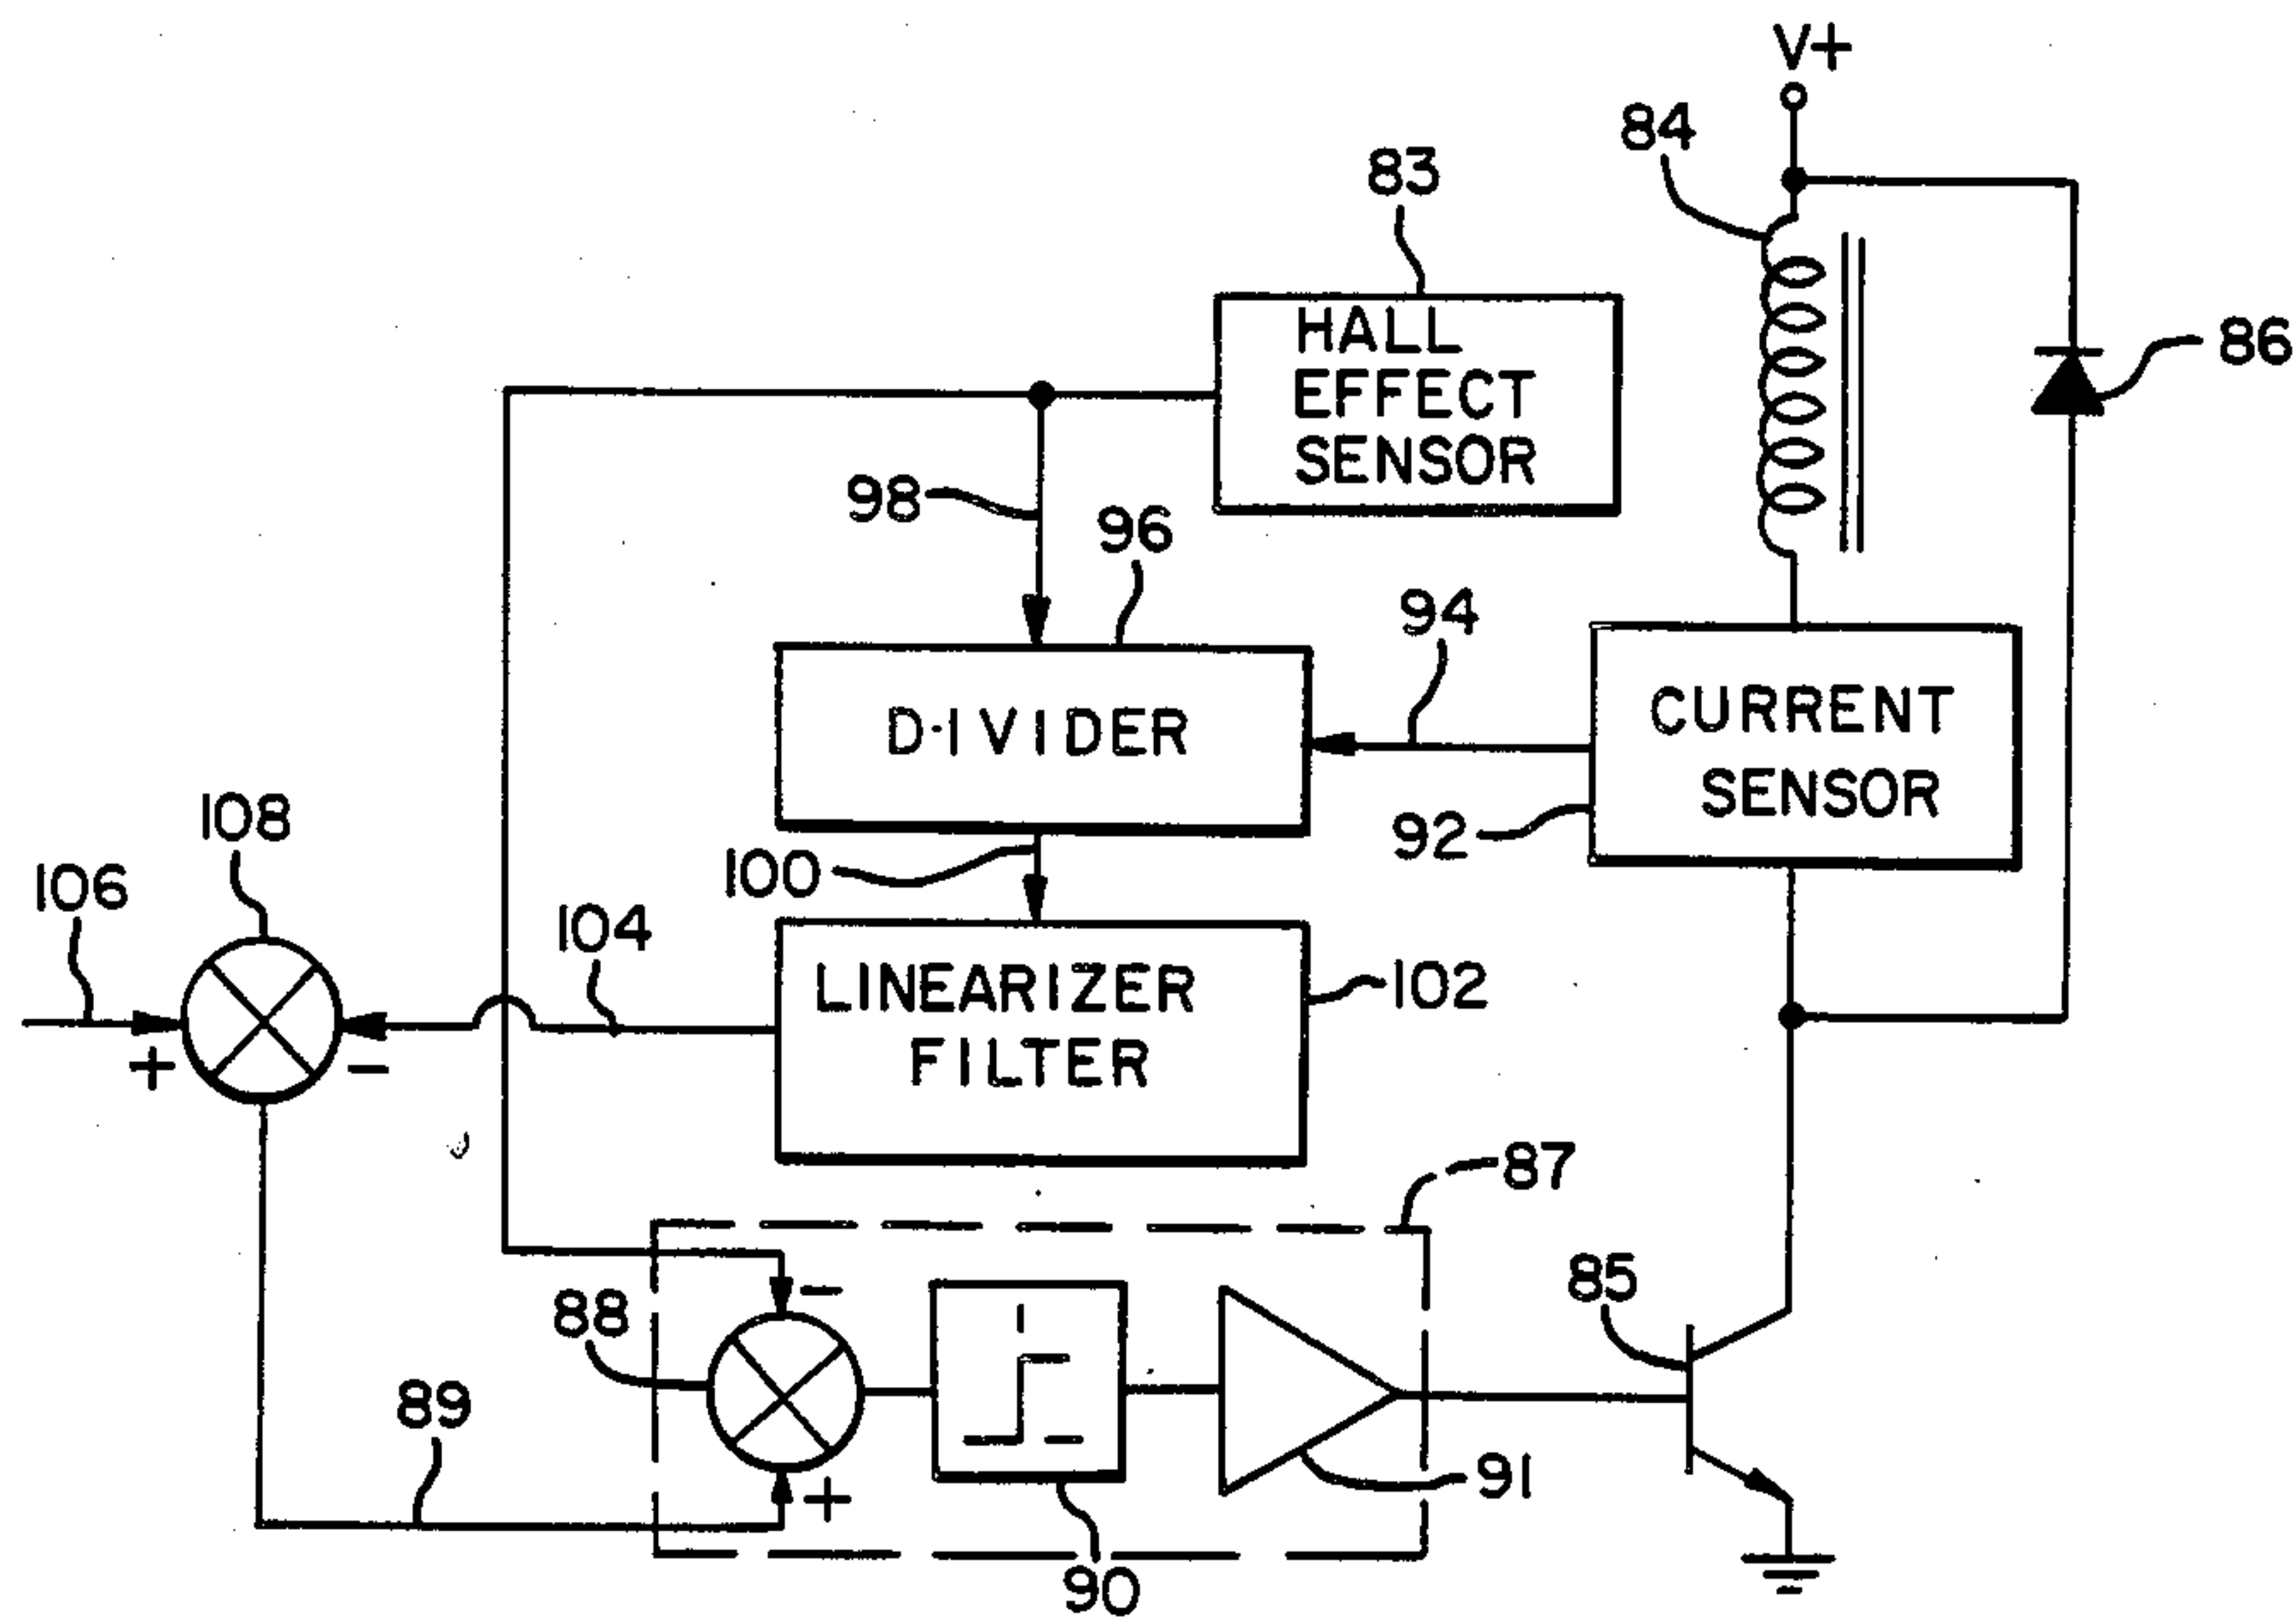 V+
84
83
HALL
EFFECT
SENSOR
86
98
96
94
DIVIDER
CURRENT
SENSOR
92
108
106
100
104
LINEARIZER
FILTER
102
+
-
87
-
88
85
89
+
91
90